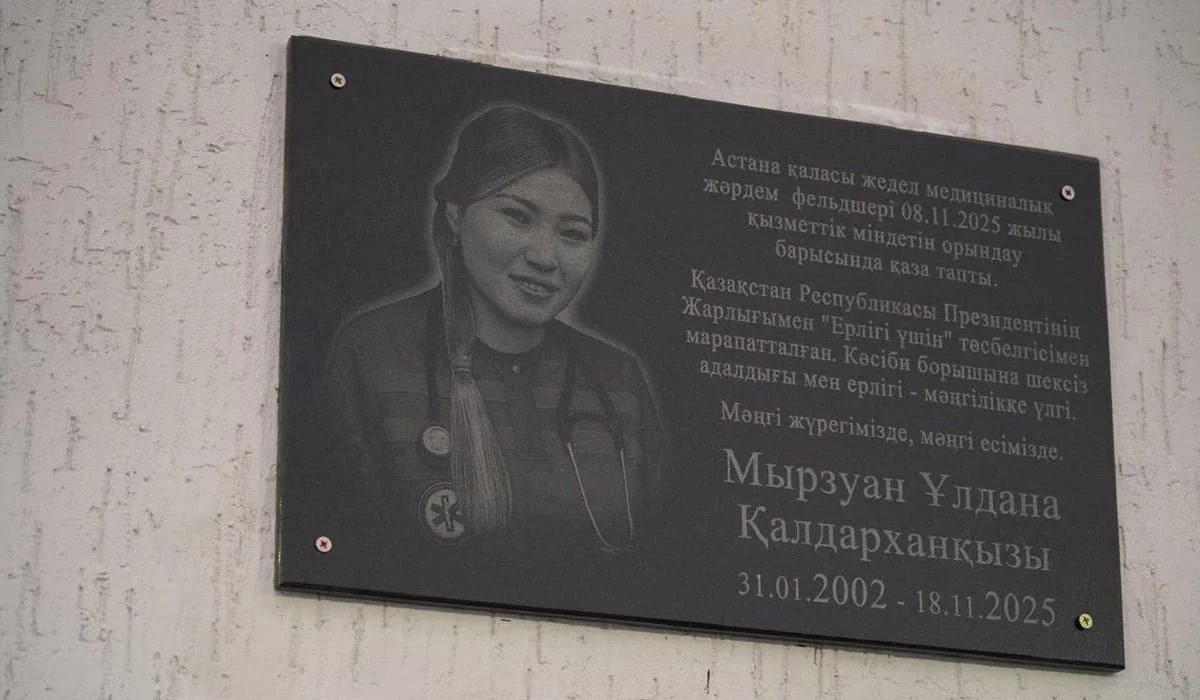 Астана қаласы жедел медициналық
жәрдем фельдшері 08.11.2025 жылы
қызметтік міндетін орындау
барысында қаза тапты.
Қазақстан Республикасы Президентінің
Жарлығымен "Ерлігі үшін" төсбелгісімен
марапатталған. Кәсіби борышына шексіз
адалдығы мен ерлігі - мәңгілікке үлгі.
Мәңгі жүрегімізде, мәңгі есімізде.
Мырзуан Ұлдана
Қалдарханқызы
31.01.2002 - 18.11.2025